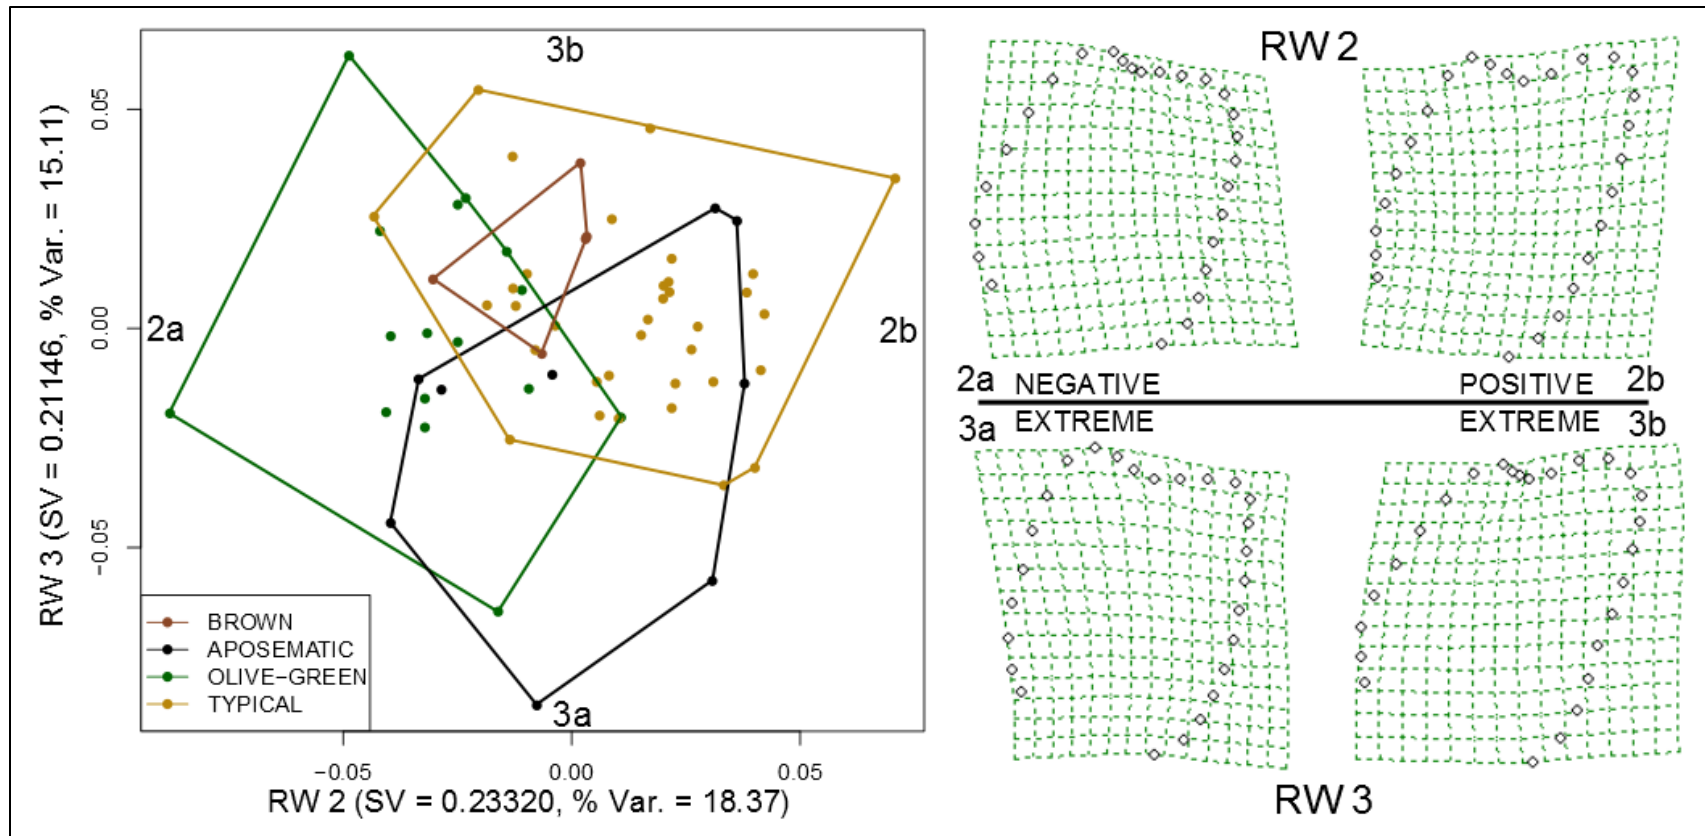 3b
0.05
0.00
−0.05
RW 3 (SV = 0.21146, % Var. = 15.11)
2a
2b
BROWN
APOSEMATIC
OLIVE−GREEN
TYPICAL
3a
−0.05
0.00
0.05
RW 2 (SV = 0.23320, % Var. = 18.37)
RW 2
2a NEGATIVE POSITIVE 2b
3a EXTREME EXTREME 3b
RW 3